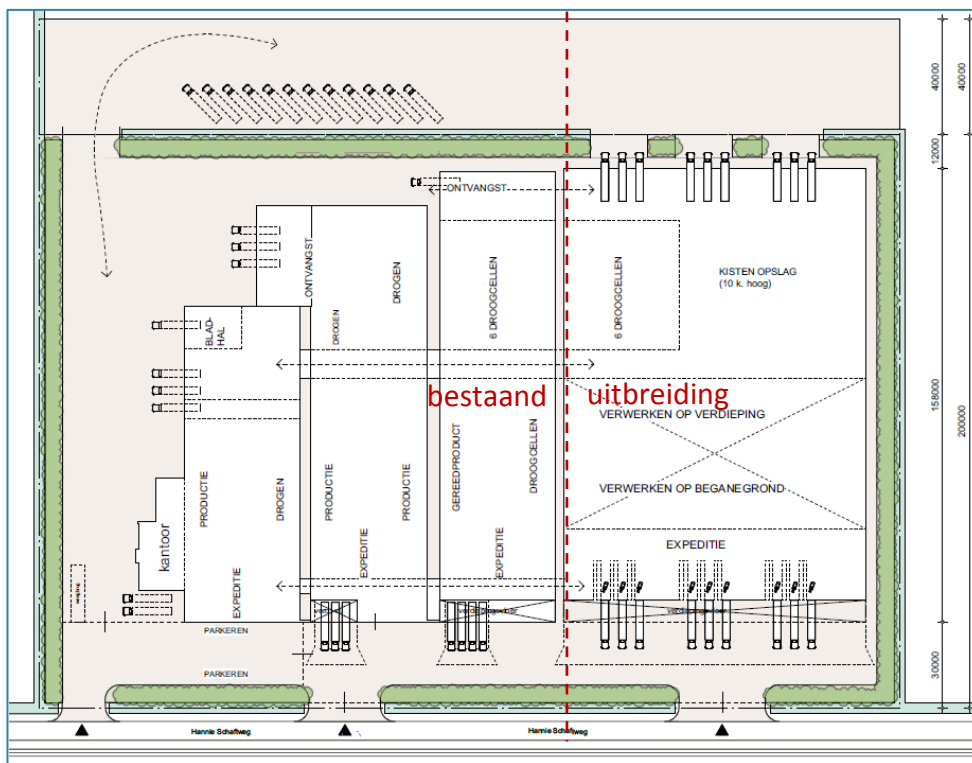 40000
40000
12000
ONTVANGST
ONTVANGST
DROGEN
6 DROOGCELLEN
6 DROOGCELLEN
KISTEN OPSLAG
(10 k. hoog)
BLAD-
HAL
DROGEN
bestaand
uitbreiding
158000
200000
VERWERKEN OP VERDIEPING
VERWERKEN OP BEGANEGROND
PRODUCTIE
DROGEN
PRODUCTIE
PRODUCTIE
GEREEDPRODUCT
DROOGCELLEN
kantoor
EXPEDITIE
EXPEDITIE
EXPEDITIE
EXPEDITIE
verdiepingsvloer
PARKEREN
PARKEREN
30000
Hannie Schaftweg
Hannie Schaftweg